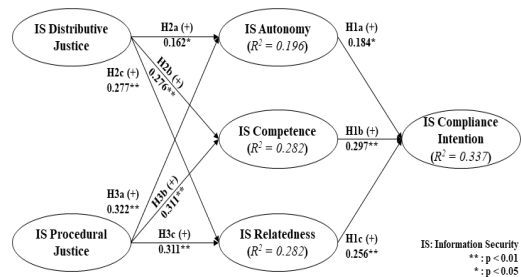 IS Distributive
Justice
H2a (+)
0.162*
IS Autonomy
(R² = 0.196)
H1a (+)
0.184*
H2c (+)
0.277**
H2b (+)
0.276**
IS Competence
(R² = 0.282)
H1b (+)
0.297**
IS Compliance
Intention
(R² = 0.337)
H3a (+)
0.322**
H3b (+)
0.311**
IS Procedural
Justice
H3c (+)
0.311**
IS Relatedness
(R² = 0.282)
H1c (+)
0.256**
IS: Information Security
** : p < 0.01
* : p < 0.05